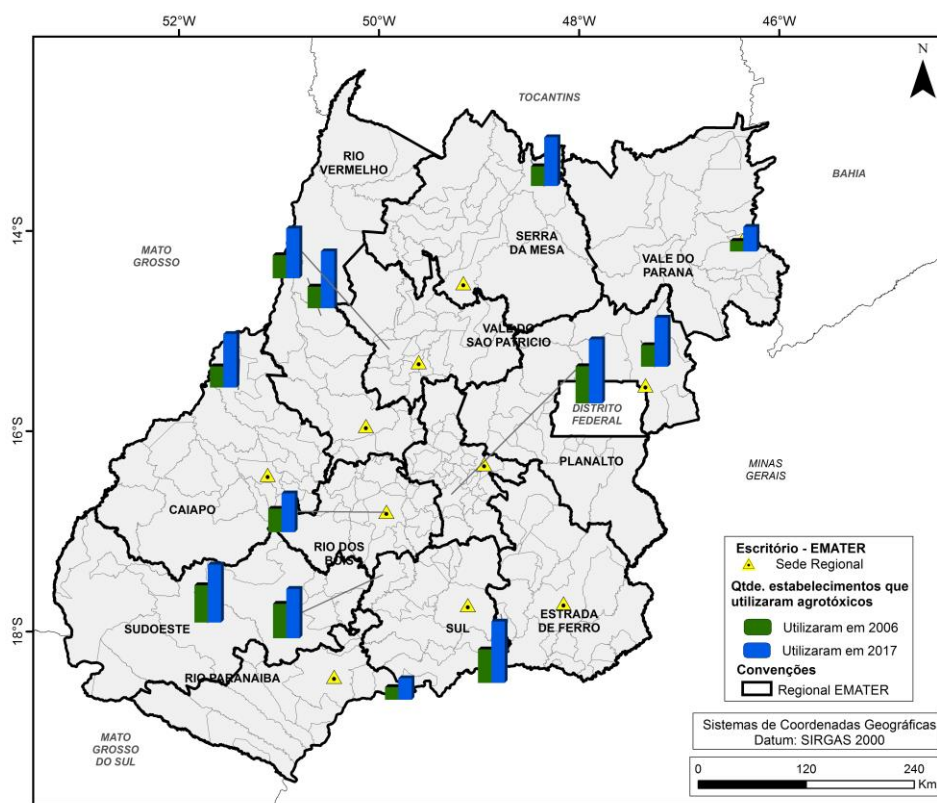 52°W
50°W
48°W
46°W
N
TOCANTINS
RIO
VERMELHO
BAHIA
14°S
MATO
GROSSO
SERRA
DA MESA
VALE DO
PARANA
VALE DO
SÃO PATRICIO
DISTRITO
FEDERAL
16°S
PLANALTO
MINAS
GERAIS
CAIAPO
RIO DOS
BOIS
Escritório - EMATER
Sede Regional
Qtde. estabelecimentos que
utilizaram agrotóxicos
Utilizaram em 2006
Utilizaram em 2017
Convenções
Regional EMATER
18°S
SUDOESTE
SUL
ESTRADA
DE FERRO
RIO PARANAIBA
MATO
GROSSO
DO SUL
Sistemas de Coordenadas Geográficas
Datum: SIRGAS 2000
0 120 240
Km